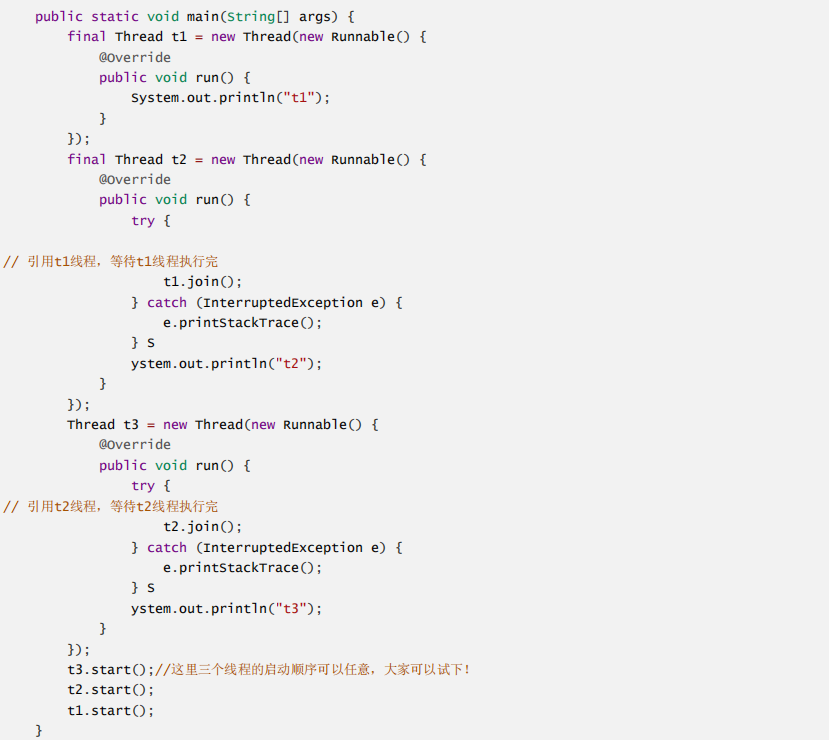 public static void main(String[] args) {
final Thread t1 = new Thread(new Runnable() {
@Override
public void run() {
System.out.println("t1");
}
});
final Thread t2 = new Thread(new Runnable() {
@Override
public void run() {
try {
// 引用t1线程，等待t1线程执行完
t1.join();
} catch (InterruptedException e) {
e.printStackTrace();
} S
ystem.out.println("t2");
}
});
Thread t3 = new Thread(new Runnable() {
@Override
public void run() {
try {
// 引用t2线程，等待t2线程执行完
t2.join();
} catch (InterruptedException e) {
e.printStackTrace();
} S
ystem.out.println("t3");
}
});
t3.start();//这里三个线程的启动顺序可以任意，大家可以试下！
t2.start();
t1.start();
}